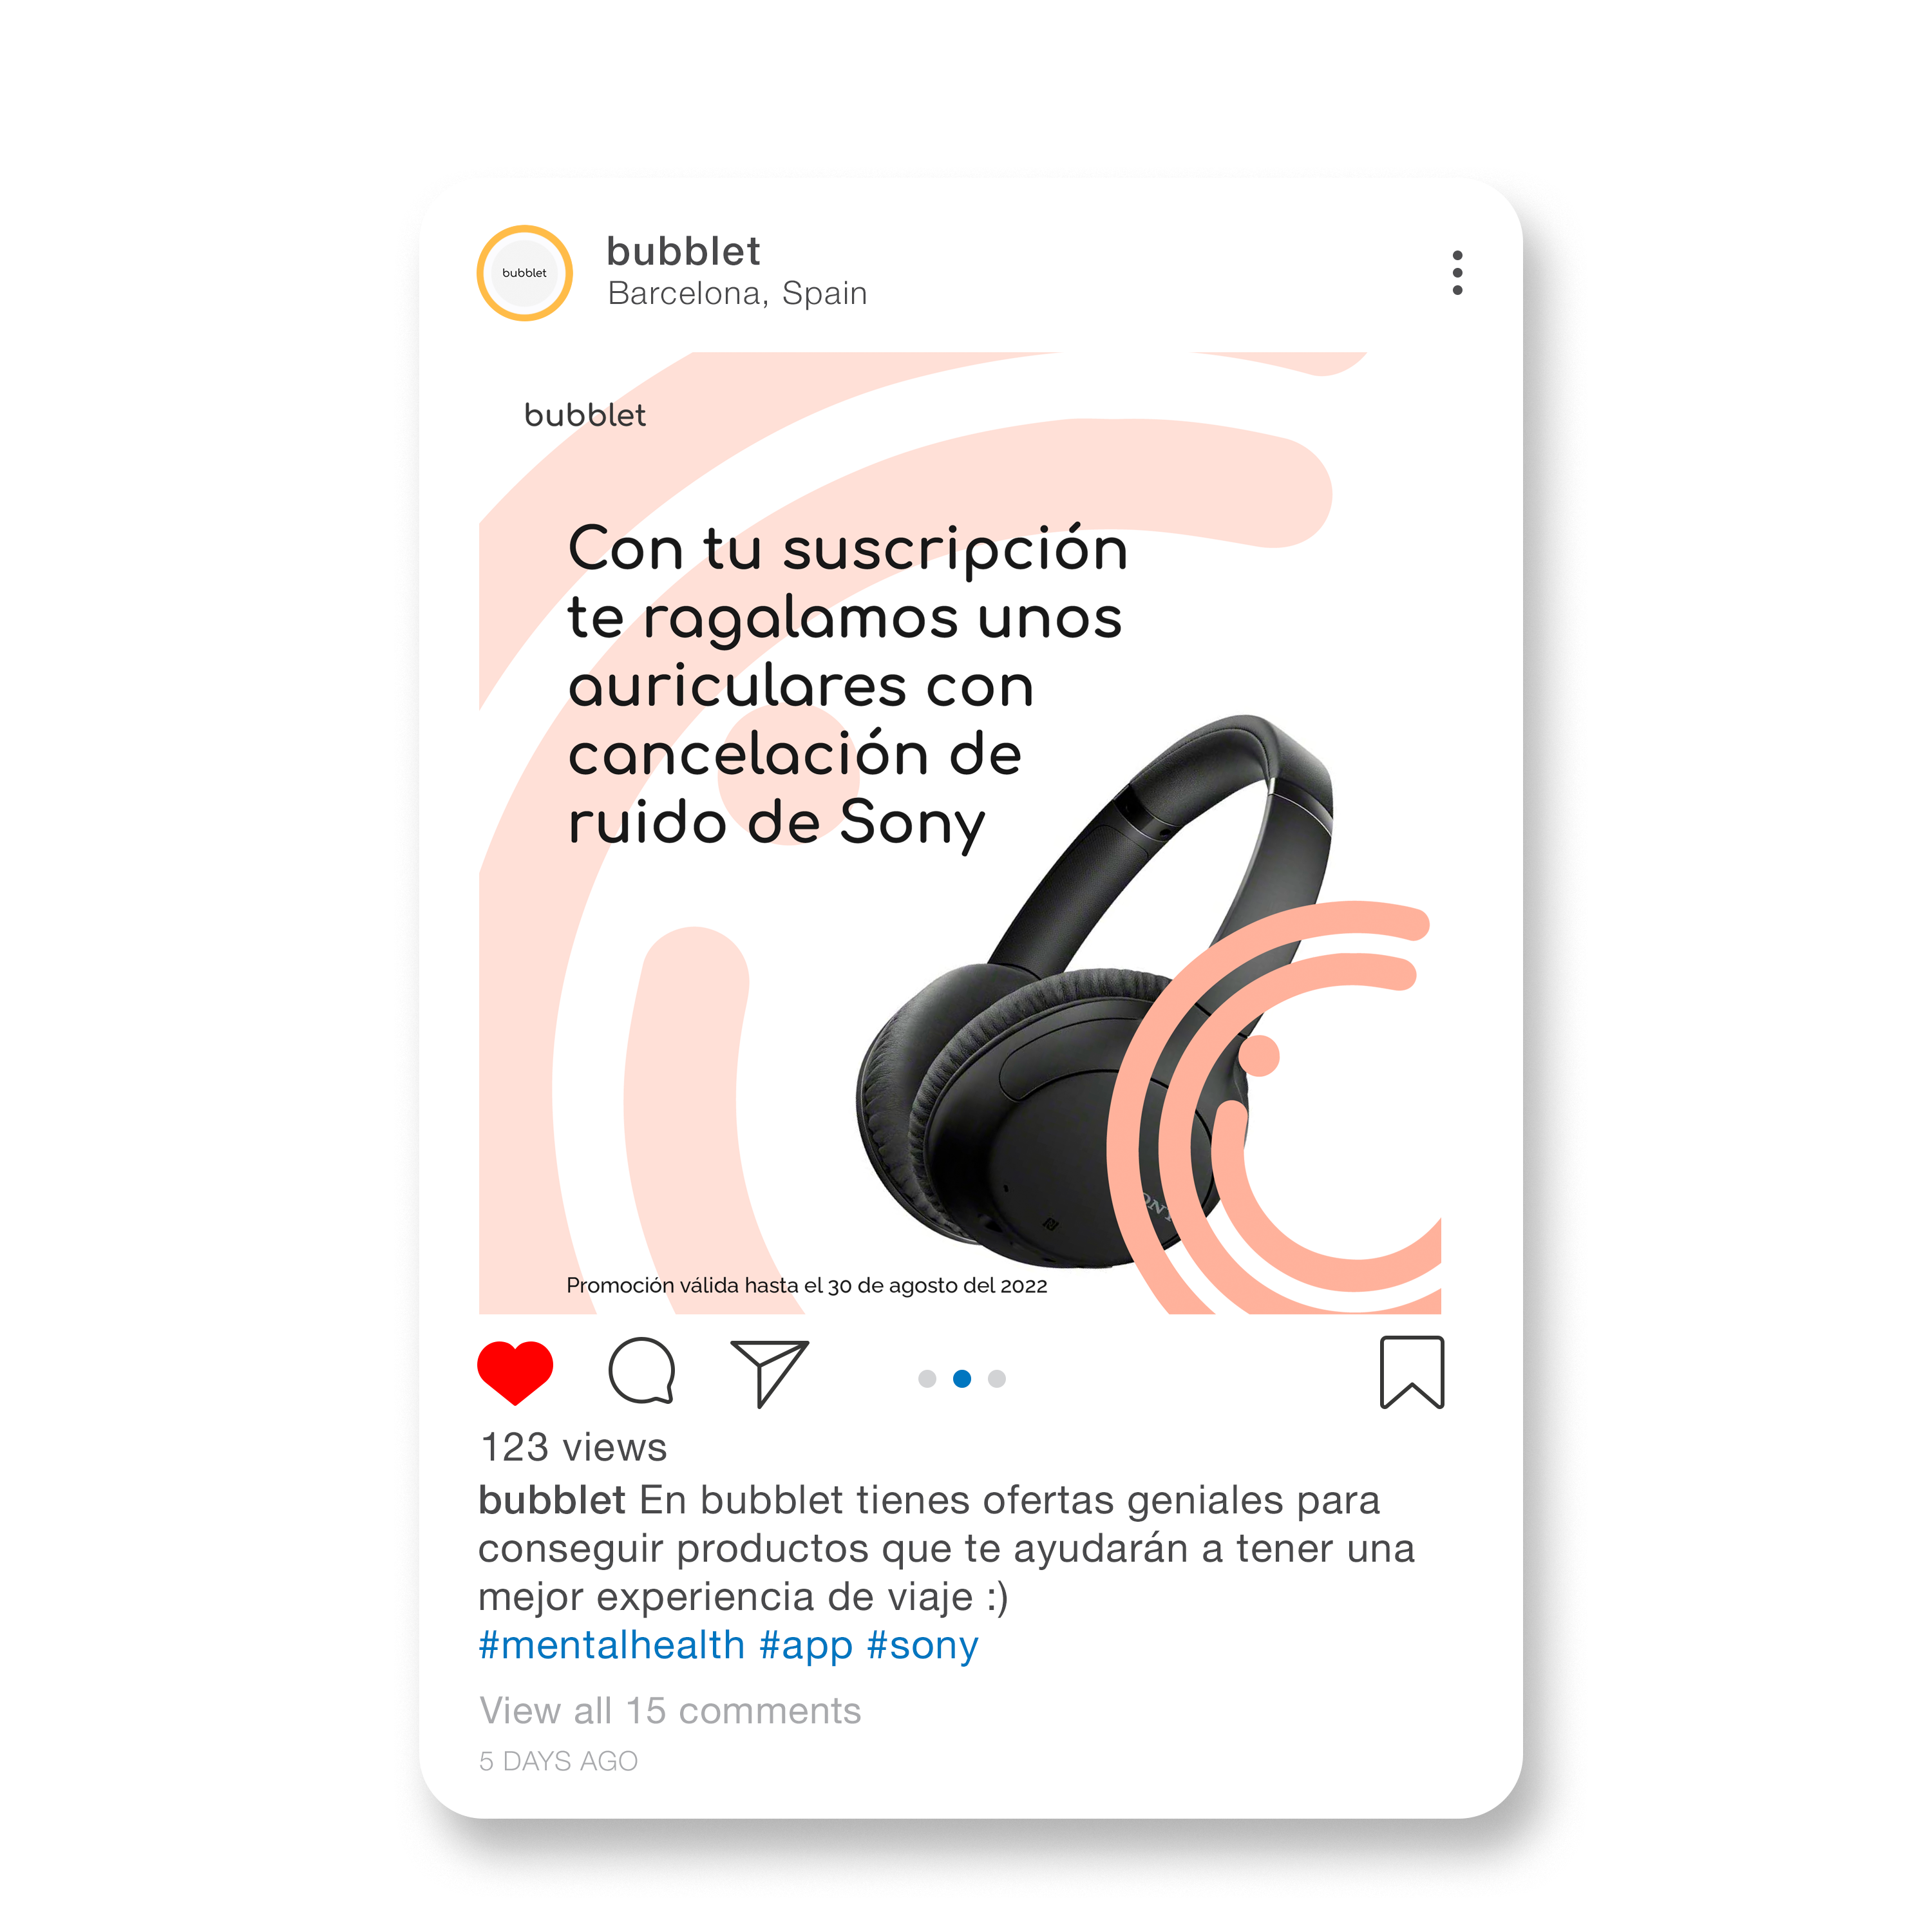 bubblet
bubblet
Barcelona, Spain
bubblet
Con tu suscripción
te ragalamos unos
auriculares con
cancelación de
ruido de Sony
ONY
Promoción válida hasta el 30 de agosto del 2022
123 views
bubblet En bubblet tienes ofertas geniales para
conseguir productos que te ayudarán a tener una
mejor experiencia de viaje :)
#mentalhealth #app #sony
View all 15 comments
5 DAYS AGO